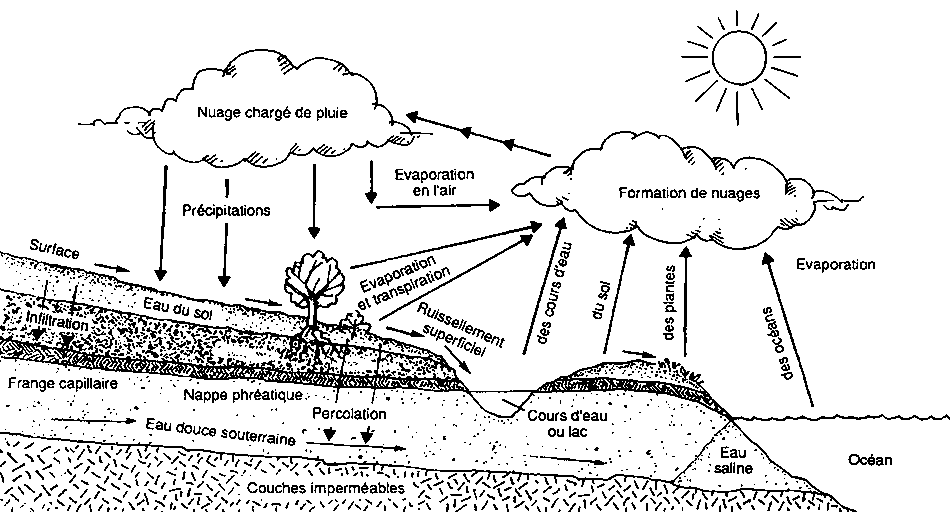 Nuage chargé de pluie
Evaporation
en l'air
Formation de nuages
Précipitations
Surface
Evaporation
Evaporation
et transpiration
des cours d'eau
du sol
des plantes
des océans
Eau du sol
Infiltration
Ruissellement
superficiel
Frange capillaire
Nappe phréatique
Percolation
Cours d'eau
ou lac
Eau douce souterraine
Eau
saline
Océan
Couches imperméables